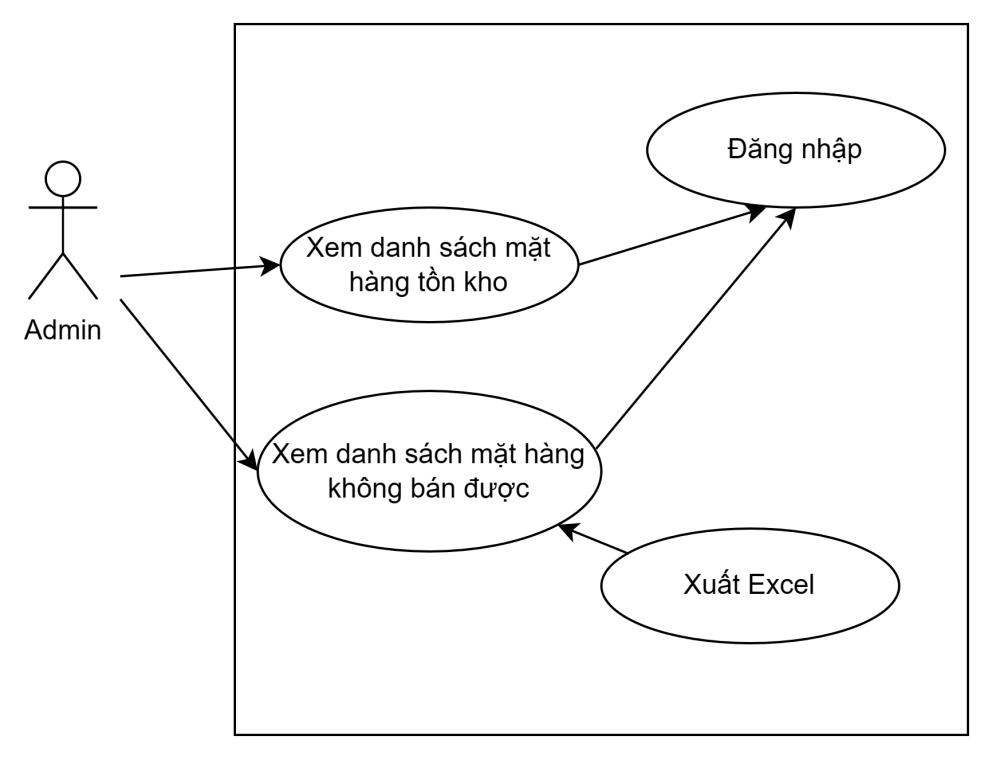 Đăng nhập
Xem danh sách mặt
hàng tồn kho
Admin
Xem danh sách mặt hàng
không bán được
Xuất Excel